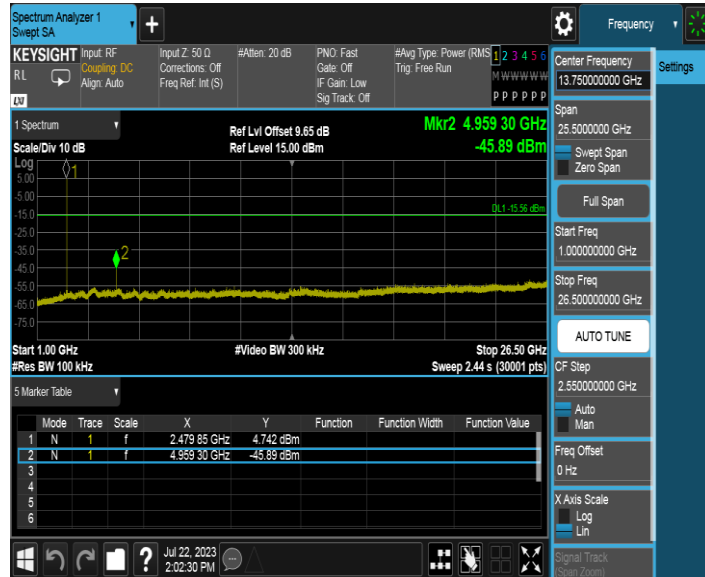 Spectrum Analyzer 1
Swept SA
+
Frequency
KEYSIGHT
RL
LXI
Input: RF
Coupling: DC
Align: Auto
Input Z: 50 Ω
Corrections: Off
Freq Ref: Int (S)
#Atten: 20 dB
PNO: Fast
Gate: Off
IF Gain: Low
Sig Track: Off
#Avg Type: Power (RMS
Trig: Free Run
1 2 3 4 5 6
M W W W W W
P P P P P P
1 Spectrum
Scale/Div 10 dB
Ref Lvl Offset 9.65 dB
Ref Level 15.00 dBm
Mkr2 4.959 30 GHz
-45.89 dBm
Log
5.00
-5.00
-15.0
-25.0
-35.0
-45.0
-55.0
-65.0
-75.0
1
2
DL1 -15.56 dBm
Start 1.00 GHz
#Res BW 100 kHz
#Video BW 300 kHz
Stop 26.50 GHz
Sweep 2.44 s (30001 pts)
5 Marker Table
Mode Trace Scale X Y Function Function Width Function Value
1 N 1 f 2.479 85 GHz 4.742 dBm
2 N 1 f 4.959 30 GHz -45.89 dBm
3
4
5
6
?
Jul 22, 2023
2:02:30 PM
Center Frequency
13.750000000 GHz
Settings
Span
25.5000000 GHz
Swept Span
Zero Span
Full Span
Start Freq
1.000000000 GHz
Stop Freq
26.500000000 GHz
AUTO TUNE
CF Step
2.550000000 GHz
Auto
Man
Freq Offset
0 Hz
X Axis Scale
Log
Lin
Signal Track
(Span Zoom)